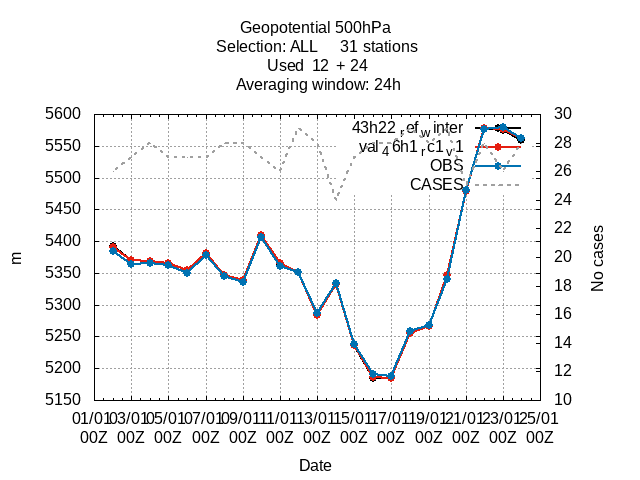 Geopotential 500hPa
Selection: ALL 31 stations
Used 12 + 24
Averaging window: 24h
5600
5550
5500
5450
5400
5350
5300
5250
5200
5150
m
30
28
26
24
22
20
18
16
14
12
10
No cases
43h22_ref_winter
val_46h1_rc1_v1
OBS
CASES
01/01 03/01 05/01 07/01 09/01 11/01 13/01 15/01 17/01 19/01 21/01 23/01 25/01
00Z 00Z 00Z 00Z 00Z 00Z 00Z 00Z 00Z 00Z 00Z 00Z 00Z
Date